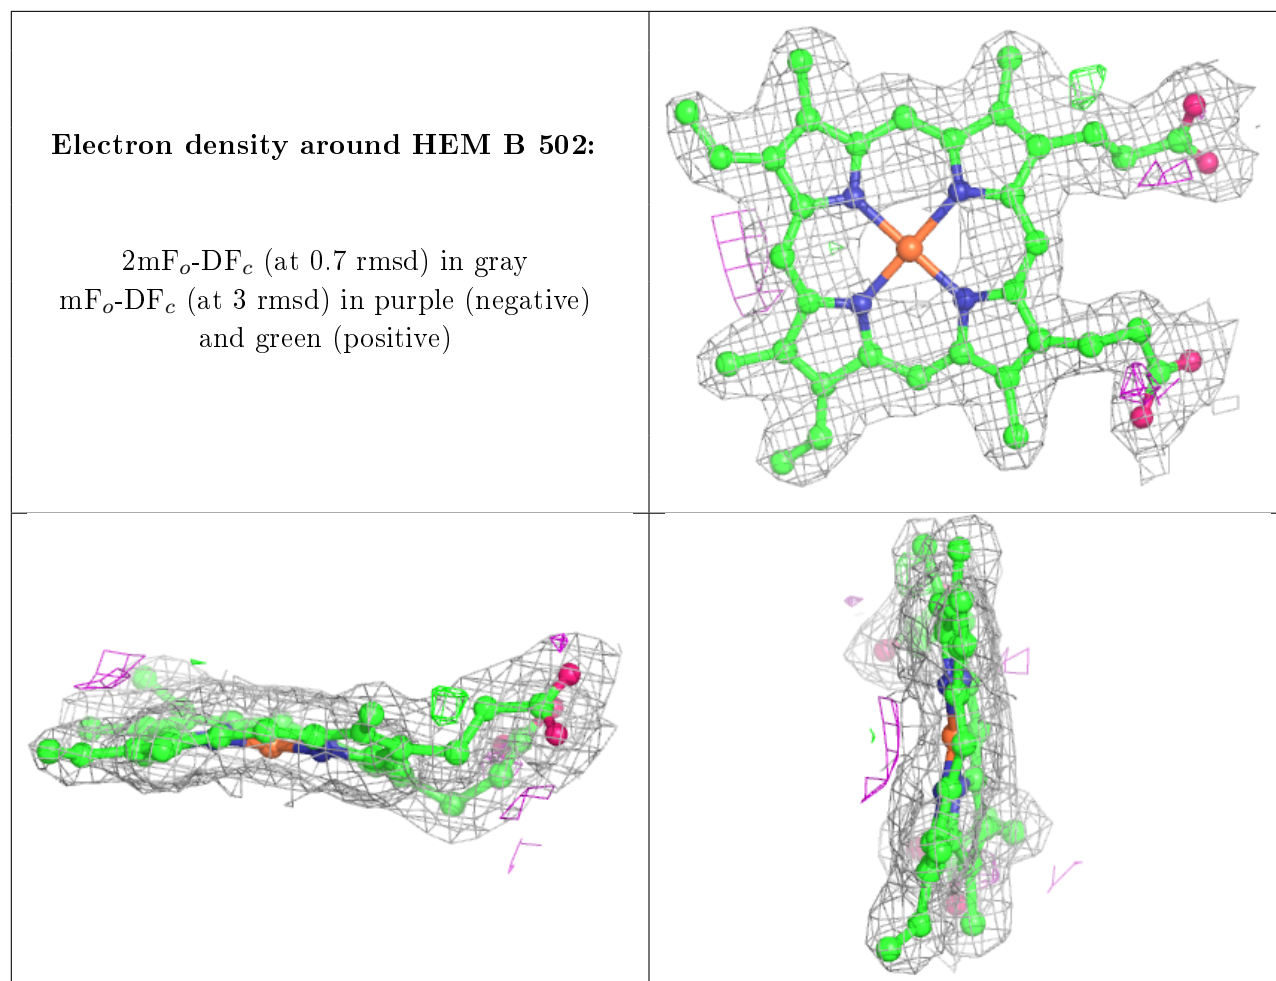 Electron density around HEM B 502:
2mFₒ-DF𝒸 (at 0.7 rmsd) in gray
mFₒ-DF𝒸 (at 3 rmsd) in purple (negative)
and green (positive)